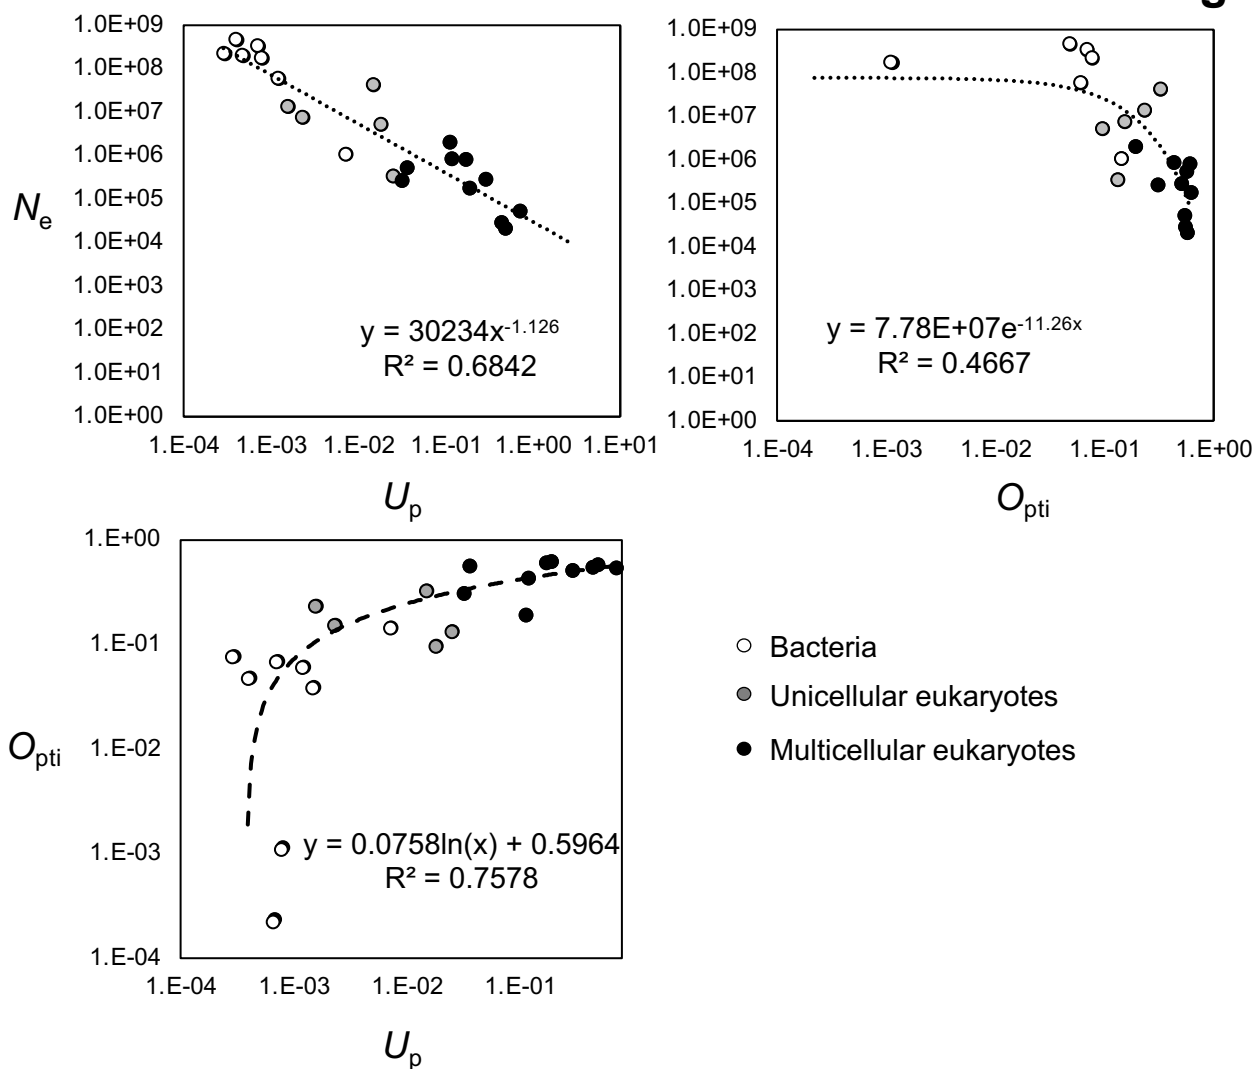 g
1.0E+09
1.0E+08
1.0E+07
1.0E+06
1.0E+05
1.0E+04
1.0E+03
1.0E+02
1.0E+01
1.0E+00
Ne
y = 30234x-1.126
R² = 0.6842
1.E-04 1.E-03 1.E-02 1.E-01 1.E+00 1.E+01
Up
1.0E+09
1.0E+08
1.0E+07
1.0E+06
1.0E+05
1.0E+04
1.0E+03
1.0E+02
1.0E+01
1.0E+00
y = 7.78E+07e-11.26x
R² = 0.4667
1.E-04 1.E-03 1.E-02 1.E-01 1.E+00
Opti
1.E+00
1.E-01
1.E-02
1.E-03
1.E-04
Opti
y = 0.0758ln(x) + 0.5964
R² = 0.7578
1.E-04 1.E-03 1.E-02 1.E-01
Up
Bacteria
Unicellular eukaryotes
Multicellular eukaryotes